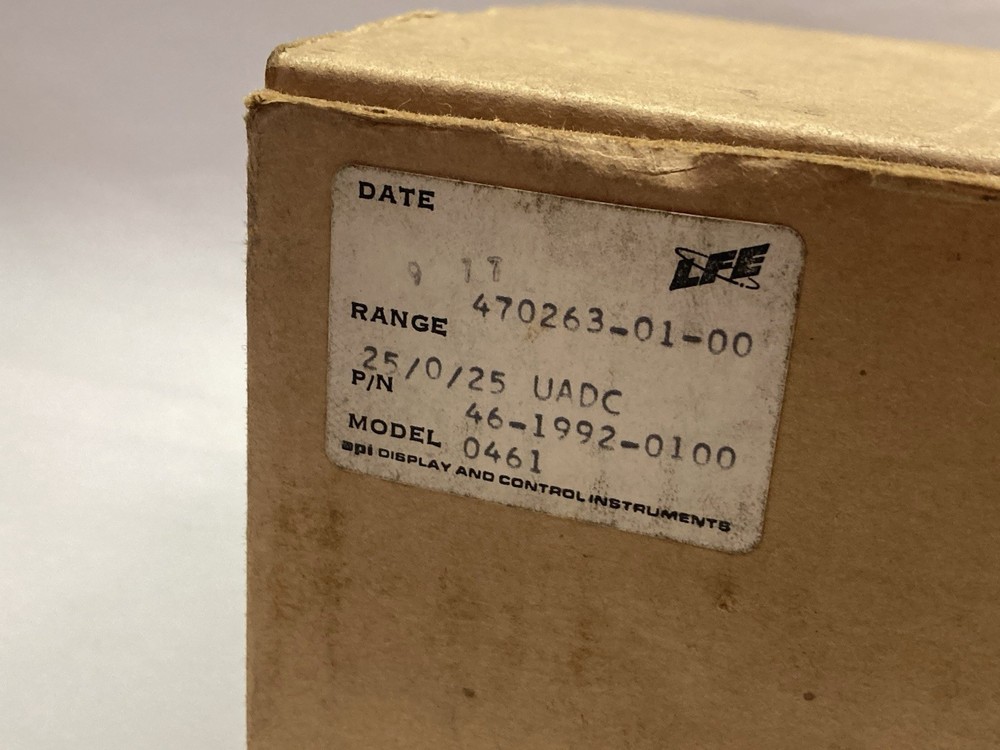 DATE
LFE
9 77
470263-01-00
RANGE
25/0/25 UADC
P/N
46-1992-0100
MODEL 0461
api DISPLAY AND CONTROL INSTRUMENTS